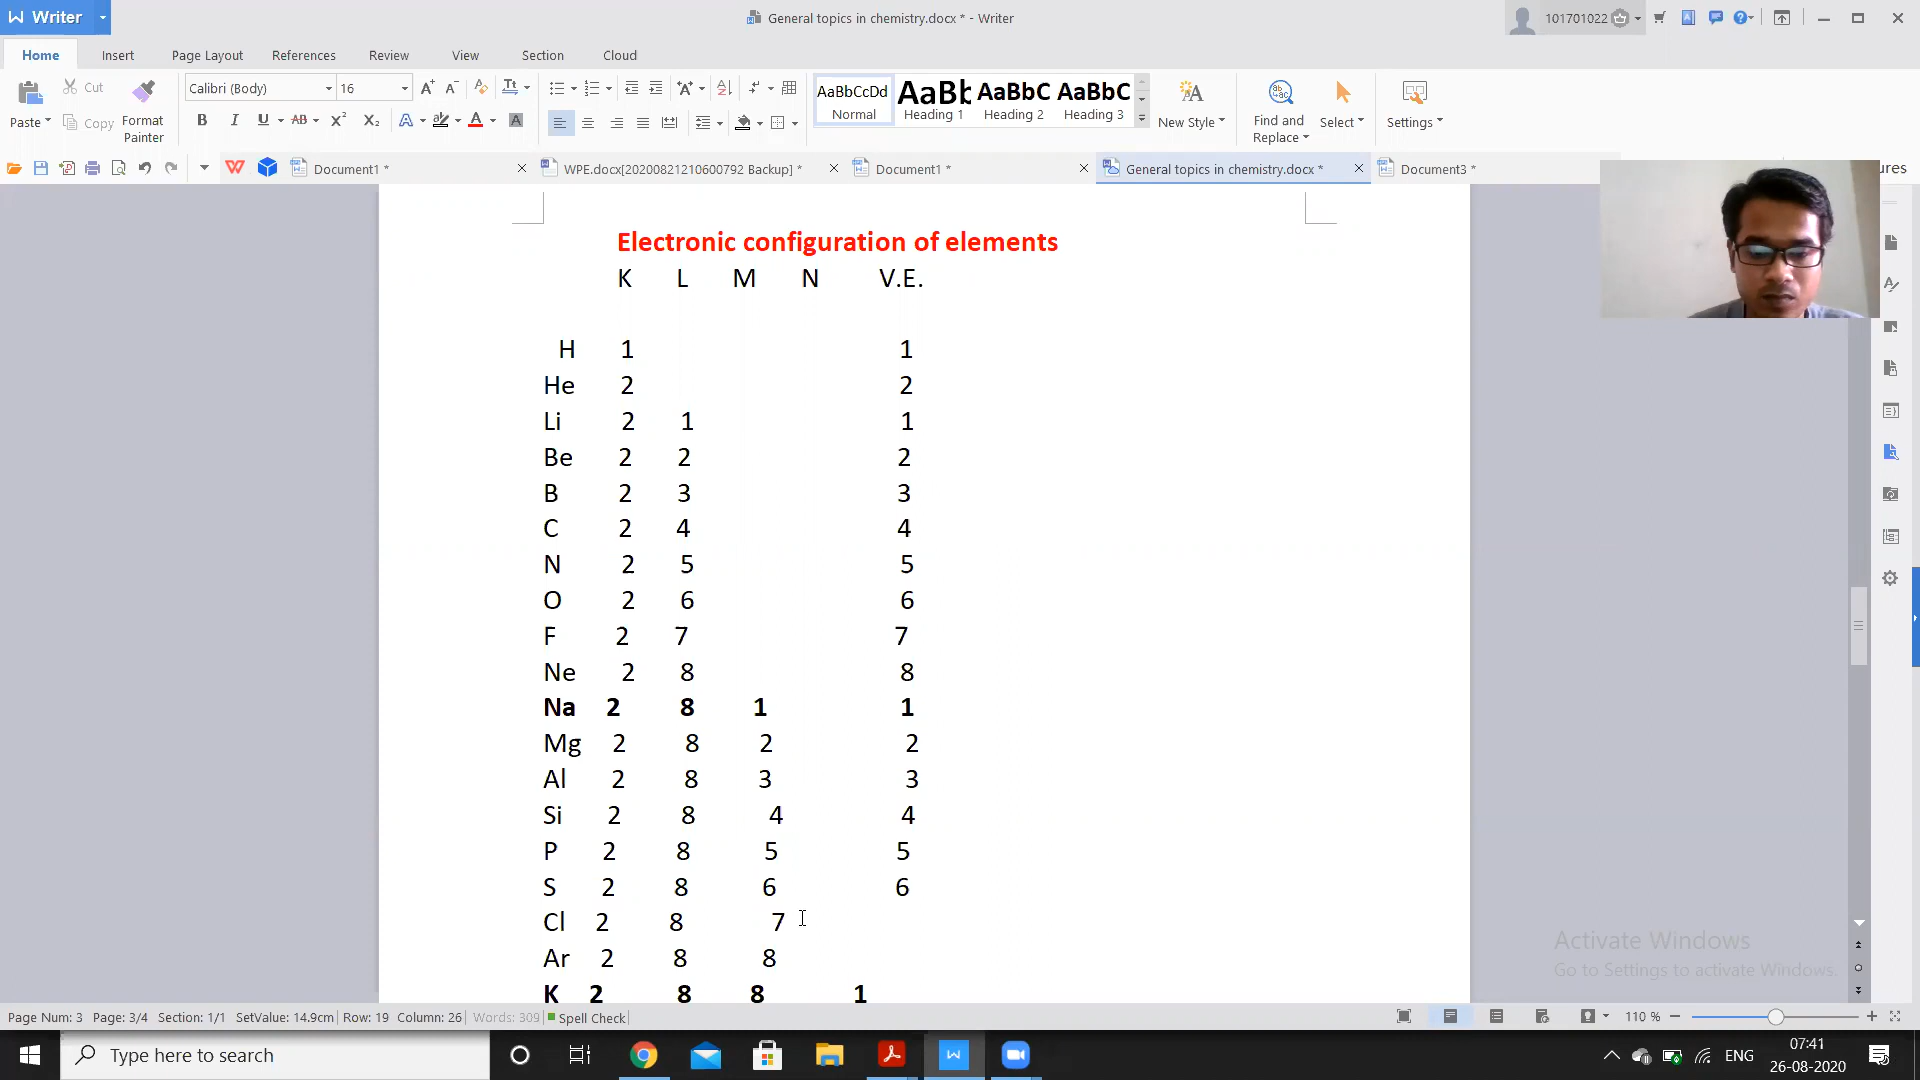 Writer
General topics in chemistry.docx * - Writer
101701022
Home Insert Page Layout References Review View Section Cloud
Paste Cut Copy Format Painter
Calibri (Body) 16
AaBbCcDd AaBb AaBbC AaBbC
Normal Heading 1 Heading 2 Heading 3
New Style Find and Replace Select Settings
Document1 * WPE.docx[20200821210600792 Backup] * Document1 * General topics in chemistry.docx * Document3 *
ures
Electronic configuration of elements
K L M N V.E.
H 1 1
He 2 2
Li 2 1 1
Be 2 2 2
B 2 3 3
C 2 4 4
N 2 5 5
O 2 6 6
F 2 7 7
Ne 2 8 8
Na 2 8 1 1
Mg 2 8 2 2
Al 2 8 3 3
Si 2 8 4 4
P 2 8 5 5
S 2 8 6 6
Cl 2 8 7
Ar 2 8 8
K 2 8 8 1
Activate Windows
Go to Settings to activate Windows.
Page Num: 3 Page: 3/4 Section: 1/1 SetValue: 14.9cm Row: 19 Column: 26 Words: 309 Spell Check 110 %
Type here to search
ENG
07:41
26-08-2020